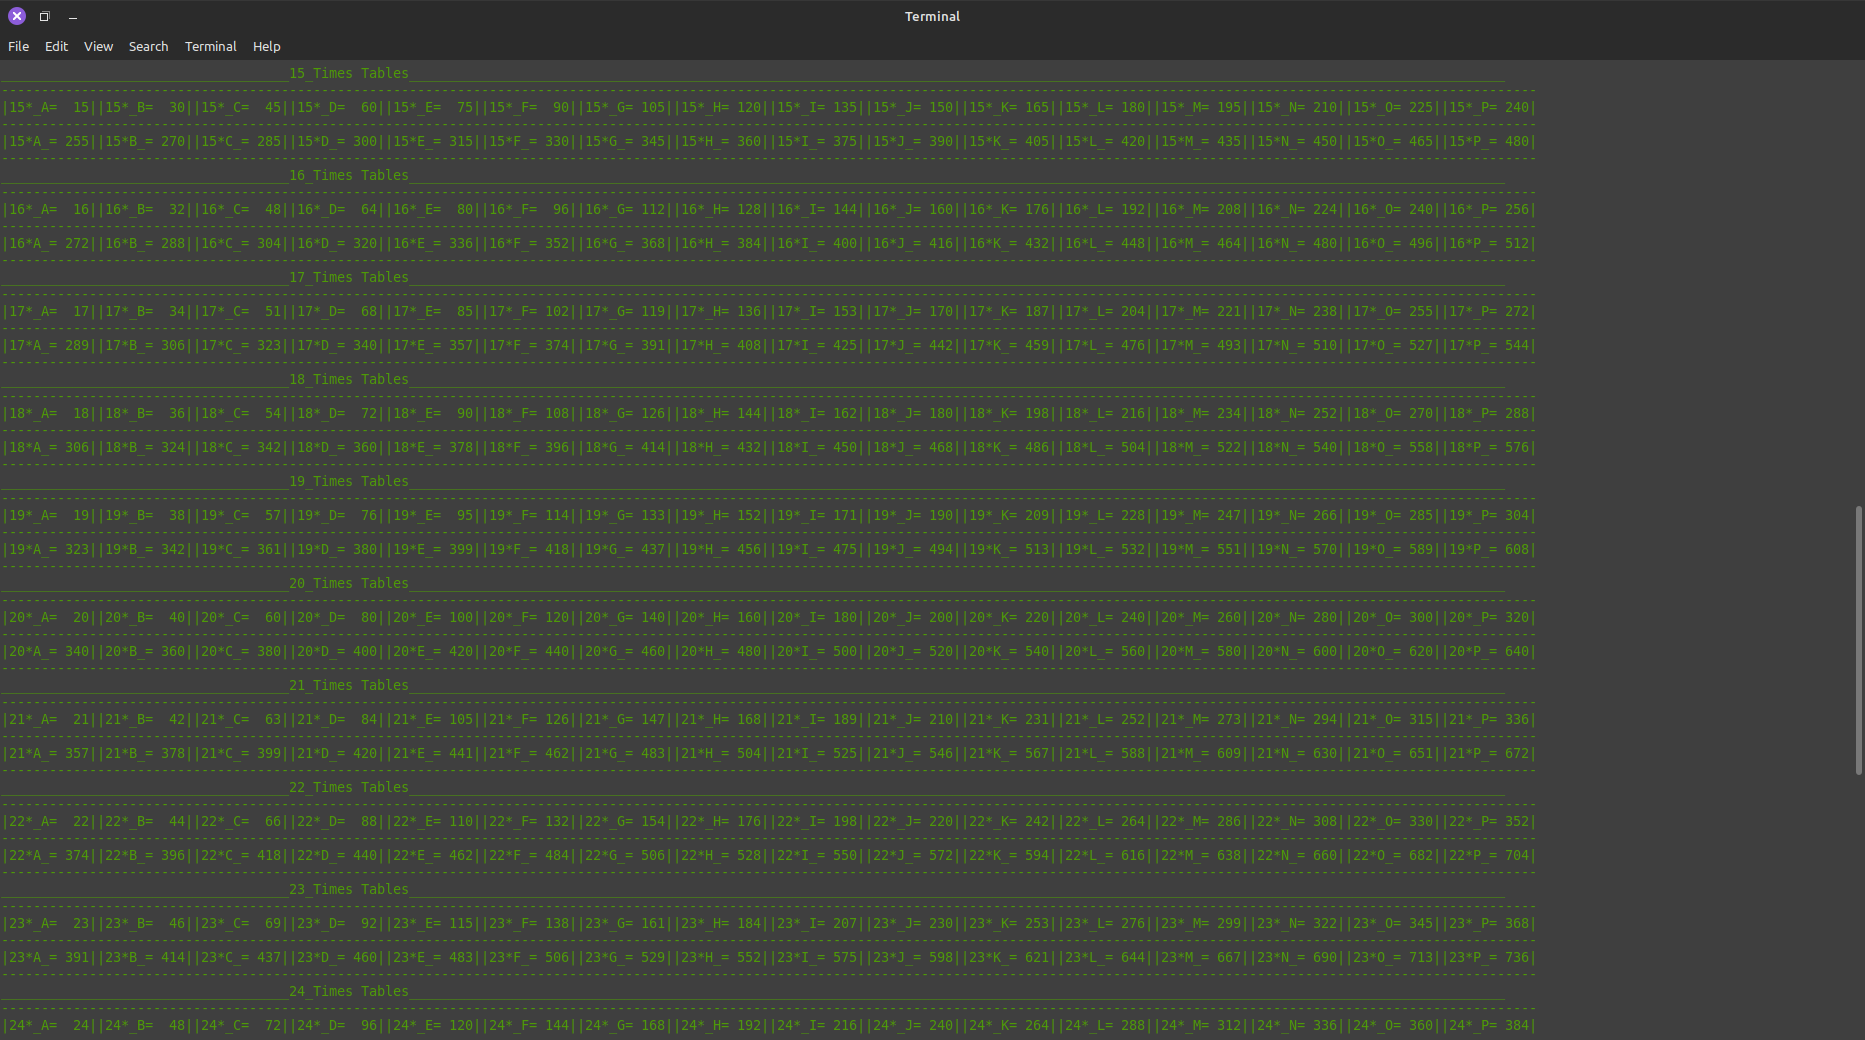 Terminal
File Edit View Search Terminal Help
____________________________________15_Times Tables_________________________________________________________________________________________________________________________________________
------------------------------------------------------------------------------------------------------------------------------------------------------------------------------------------------
|15*_A=  15||15*_B=  30||15*_C=  45||15*_D=  60||15*_E=  75||15*_F=  90||15*_G= 105||15*_H= 120||15*_I= 135||15*_J= 150||15*_K= 165||15*_L= 180||15*_M= 195||15*_N= 210||15*_O= 225||15*_P= 240|
------------------------------------------------------------------------------------------------------------------------------------------------------------------------------------------------
|15*A_= 255||15*B_= 270||15*C_= 285||15*D_= 300||15*E_= 315||15*F_= 330||15*G_= 345||15*H_= 360||15*I_= 375||15*J_= 390||15*K_= 405||15*L_= 420||15*M_= 435||15*N_= 450||15*O_= 465||15*P_= 480|
------------------------------------------------------------------------------------------------------------------------------------------------------------------------------------------------
____________________________________16_Times Tables_________________________________________________________________________________________________________________________________________
------------------------------------------------------------------------------------------------------------------------------------------------------------------------------------------------
|16*_A=  16||16*_B=  32||16*_C=  48||16*_D=  64||16*_E=  80||16*_F=  96||16*_G= 112||16*_H= 128||16*_I= 144||16*_J= 160||16*_K= 176||16*_L= 192||16*_M= 208||16*_N= 224||16*_O= 240||16*_P= 256|
------------------------------------------------------------------------------------------------------------------------------------------------------------------------------------------------
|16*A_= 272||16*B_= 288||16*C_= 304||16*D_= 320||16*E_= 336||16*F_= 352||16*G_= 368||16*H_= 384||16*I_= 400||16*J_= 416||16*K_= 432||16*L_= 448||16*M_= 464||16*N_= 480||16*O_= 496||16*P_= 512|
------------------------------------------------------------------------------------------------------------------------------------------------------------------------------------------------
____________________________________17_Times Tables_________________________________________________________________________________________________________________________________________
------------------------------------------------------------------------------------------------------------------------------------------------------------------------------------------------
|17*_A=  17||17*_B=  34||17*_C=  51||17*_D=  68||17*_E=  85||17*_F= 102||17*_G= 119||17*_H= 136||17*_I= 153||17*_J= 170||17*_K= 187||17*_L= 204||17*_M= 221||17*_N= 238||17*_O= 255||17*_P= 272|
------------------------------------------------------------------------------------------------------------------------------------------------------------------------------------------------
|17*A_= 289||17*B_= 306||17*C_= 323||17*D_= 340||17*E_= 357||17*F_= 374||17*G_= 391||17*H_= 408||17*I_= 425||17*J_= 442||17*K_= 459||17*L_= 476||17*M_= 493||17*N_= 510||17*O_= 527||17*P_= 544|
------------------------------------------------------------------------------------------------------------------------------------------------------------------------------------------------
____________________________________18_Times Tables_________________________________________________________________________________________________________________________________________
------------------------------------------------------------------------------------------------------------------------------------------------------------------------------------------------
|18*_A=  18||18*_B=  36||18*_C=  54||18*_D=  72||18*_E=  90||18*_F= 108||18*_G= 126||18*_H= 144||18*_I= 162||18*_J= 180||18*_K= 198||18*_L= 216||18*_M= 234||18*_N= 252||18*_O= 270||18*_P= 288|
------------------------------------------------------------------------------------------------------------------------------------------------------------------------------------------------
|18*A_= 306||18*B_= 324||18*C_= 342||18*D_= 360||18*E_= 378||18*F_= 396||18*G_= 414||18*H_= 432||18*I_= 450||18*J_= 468||18*K_= 486||18*L_= 504||18*M_= 522||18*N_= 540||18*O_= 558||18*P_= 576|
------------------------------------------------------------------------------------------------------------------------------------------------------------------------------------------------
____________________________________19_Times Tables_________________________________________________________________________________________________________________________________________
------------------------------------------------------------------------------------------------------------------------------------------------------------------------------------------------
|19*_A=  19||19*_B=  38||19*_C=  57||19*_D=  76||19*_E=  95||19*_F= 114||19*_G= 133||19*_H= 152||19*_I= 171||19*_J= 190||19*_K= 209||19*_L= 228||19*_M= 247||19*_N= 266||19*_O= 285||19*_P= 304|
------------------------------------------------------------------------------------------------------------------------------------------------------------------------------------------------
|19*A_= 323||19*B_= 342||19*C_= 361||19*D_= 380||19*E_= 399||19*F_= 418||19*G_= 437||19*H_= 456||19*I_= 475||19*J_= 494||19*K_= 513||19*L_= 532||19*M_= 551||19*N_= 570||19*O_= 589||19*P_= 608|
------------------------------------------------------------------------------------------------------------------------------------------------------------------------------------------------
____________________________________20_Times Tables_________________________________________________________________________________________________________________________________________
------------------------------------------------------------------------------------------------------------------------------------------------------------------------------------------------
|20*_A=  20||20*_B=  40||20*_C=  60||20*_D=  80||20*_E= 100||20*_F= 120||20*_G= 140||20*_H= 160||20*_I= 180||20*_J= 200||20*_K= 220||20*_L= 240||20*_M= 260||20*_N= 280||20*_O= 300||20*_P= 320|
------------------------------------------------------------------------------------------------------------------------------------------------------------------------------------------------
|20*A_= 340||20*B_= 360||20*C_= 380||20*D_= 400||20*E_= 420||20*F_= 440||20*G_= 460||20*H_= 480||20*I_= 500||20*J_= 520||20*K_= 540||20*L_= 560||20*M_= 580||20*N_= 600||20*O_= 620||20*P_= 640|
------------------------------------------------------------------------------------------------------------------------------------------------------------------------------------------------
____________________________________21_Times Tables_________________________________________________________________________________________________________________________________________
------------------------------------------------------------------------------------------------------------------------------------------------------------------------------------------------
|21*_A=  21||21*_B=  42||21*_C=  63||21*_D=  84||21*_E= 105||21*_F= 126||21*_G= 147||21*_H= 168||21*_I= 189||21*_J= 210||21*_K= 231||21*_L= 252||21*_M= 273||21*_N= 294||21*_O= 315||21*_P= 336|
------------------------------------------------------------------------------------------------------------------------------------------------------------------------------------------------
|21*A_= 357||21*B_= 378||21*C_= 399||21*D_= 420||21*E_= 441||21*F_= 462||21*G_= 483||21*H_= 504||21*I_= 525||21*J_= 546||21*K_= 567||21*L_= 588||21*M_= 609||21*N_= 630||21*O_= 651||21*P_= 672|
------------------------------------------------------------------------------------------------------------------------------------------------------------------------------------------------
____________________________________22_Times Tables_________________________________________________________________________________________________________________________________________
------------------------------------------------------------------------------------------------------------------------------------------------------------------------------------------------
|22*_A=  22||22*_B=  44||22*_C=  66||22*_D=  88||22*_E= 110||22*_F= 132||22*_G= 154||22*_H= 176||22*_I= 198||22*_J= 220||22*_K= 242||22*_L= 264||22*_M= 286||22*_N= 308||22*_O= 330||22*_P= 352|
------------------------------------------------------------------------------------------------------------------------------------------------------------------------------------------------
|22*A_= 374||22*B_= 396||22*C_= 418||22*D_= 440||22*E_= 462||22*F_= 484||22*G_= 506||22*H_= 528||22*I_= 550||22*J_= 572||22*K_= 594||22*L_= 616||22*M_= 638||22*N_= 660||22*O_= 682||22*P_= 704|
------------------------------------------------------------------------------------------------------------------------------------------------------------------------------------------------
____________________________________23_Times Tables_________________________________________________________________________________________________________________________________________
------------------------------------------------------------------------------------------------------------------------------------------------------------------------------------------------
|23*_A=  23||23*_B=  46||23*_C=  69||23*_D=  92||23*_E= 115||23*_F= 138||23*_G= 161||23*_H= 184||23*_I= 207||23*_J= 230||23*_K= 253||23*_L= 276||23*_M= 299||23*_N= 322||23*_O= 345||23*_P= 368|
------------------------------------------------------------------------------------------------------------------------------------------------------------------------------------------------
|23*A_= 391||23*B_= 414||23*C_= 437||23*D_= 460||23*E_= 483||23*F_= 506||23*G_= 529||23*H_= 552||23*I_= 575||23*J_= 598||23*K_= 621||23*L_= 644||23*M_= 667||23*N_= 690||23*O_= 713||23*P_= 736|
------------------------------------------------------------------------------------------------------------------------------------------------------------------------------------------------
____________________________________24_Times Tables_________________________________________________________________________________________________________________________________________
------------------------------------------------------------------------------------------------------------------------------------------------------------------------------------------------
|24*_A=  24||24*_B=  48||24*_C=  72||24*_D=  96||24*_E= 120||24*_F= 144||24*_G= 168||24*_H= 192||24*_I= 216||24*_J= 240||24*_K= 264||24*_L= 288||24*_M= 312||24*_N= 336||24*_O= 360||24*_P= 384|